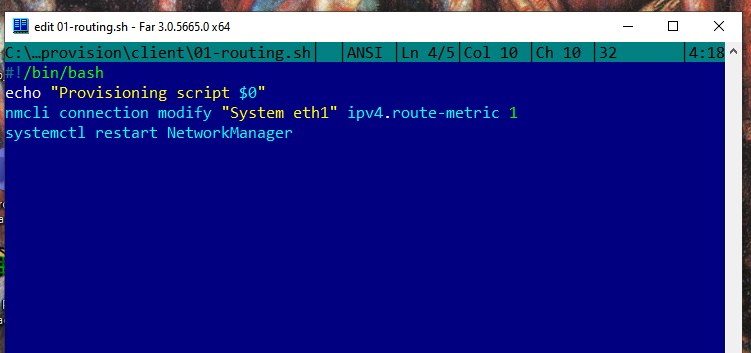 edit 01-routing.sh - Far 3.0.5665.0 x64
C:\…provision\client\01-routing.sh ANSI Ln 4/5 Col 10 Ch 10 32 4:18
#!/bin/bash
echo "Provisioning script $0"
nmcli connection modify "System eth1" ipv4.route-metric 1
systemctl restart NetworkManager